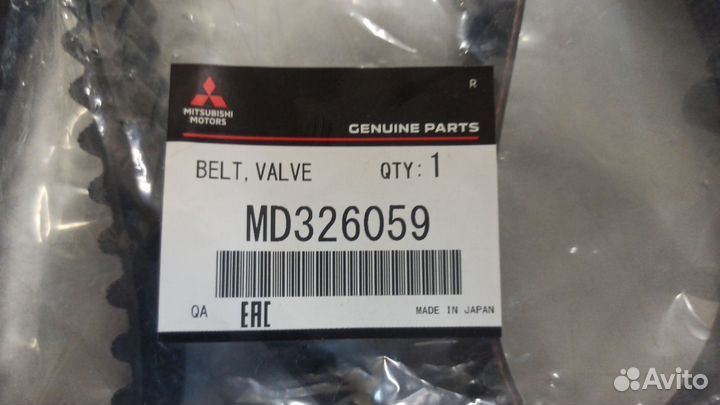 R
MITSUBISHI
MOTORS
GENUINE PARTS
BELT, VALVE QTY: 1
MD326059
QA EAC MADE IN JAPAN
Avito